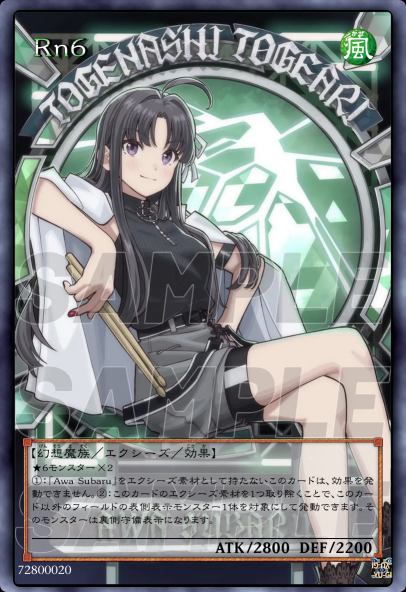 Rn6
風
TOGENASHI TOGEARI
SAMPLE
SAMPLE
【幻想魔族／エクシーズ／効果】
★6モンスター×2
①：「Awa Subaru」をエクシーズ素材として持たないこのカードは、効果を発
動できません。②：このカードのエクシーズ素材を1つ取り除くことで、このカー
ド以外のフィールドの表側表示モンスター1体を対象にして発動できます。そ
のモンスターは裏側守備表示になります。
AWA SUBARU
ATK/2800 DEF/2200
72800020